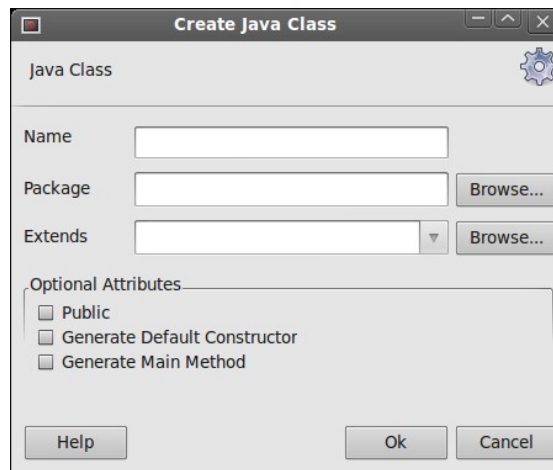 Create Java Class
Java Class
Name
Package
Browse...
Extends
Browse...
Optional Attributes
Public
Generate Default Constructor
Generate Main Method
Help
Ok
Cancel